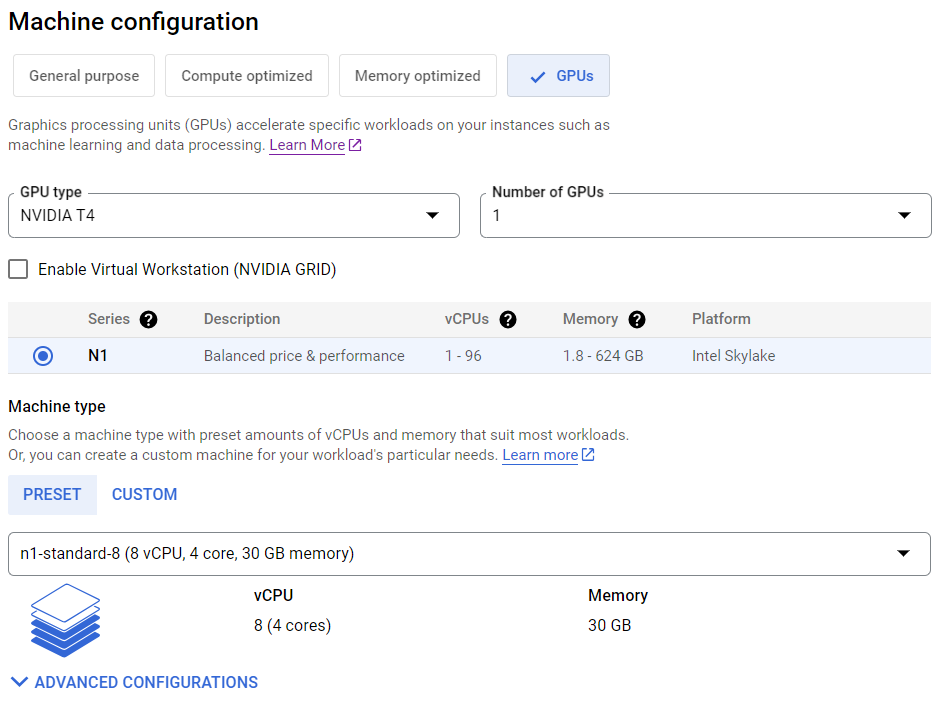 Machine configuration
General purpose
Compute optimized
Memory optimized
GPUs
Graphics processing units (GPUs) accelerate specific workloads on your instances such as
machine learning and data processing. Learn More
GPU type
NVIDIA T4
Number of GPUs
1
Enable Virtual Workstation (NVIDIA GRID)
Series ? Description vCPUs ? Memory ? Platform
N1 Balanced price & performance 1 - 96 1.8 - 624 GB Intel Skylake
Machine type
Choose a machine type with preset amounts of vCPUs and memory that suit most workloads.
Or, you can create a custom machine for your workload's particular needs. Learn more
PRESET CUSTOM
n1-standard-8 (8 vCPU, 4 core, 30 GB memory)
vCPU Memory
8 (4 cores) 30 GB
ADVANCED CONFIGURATIONS